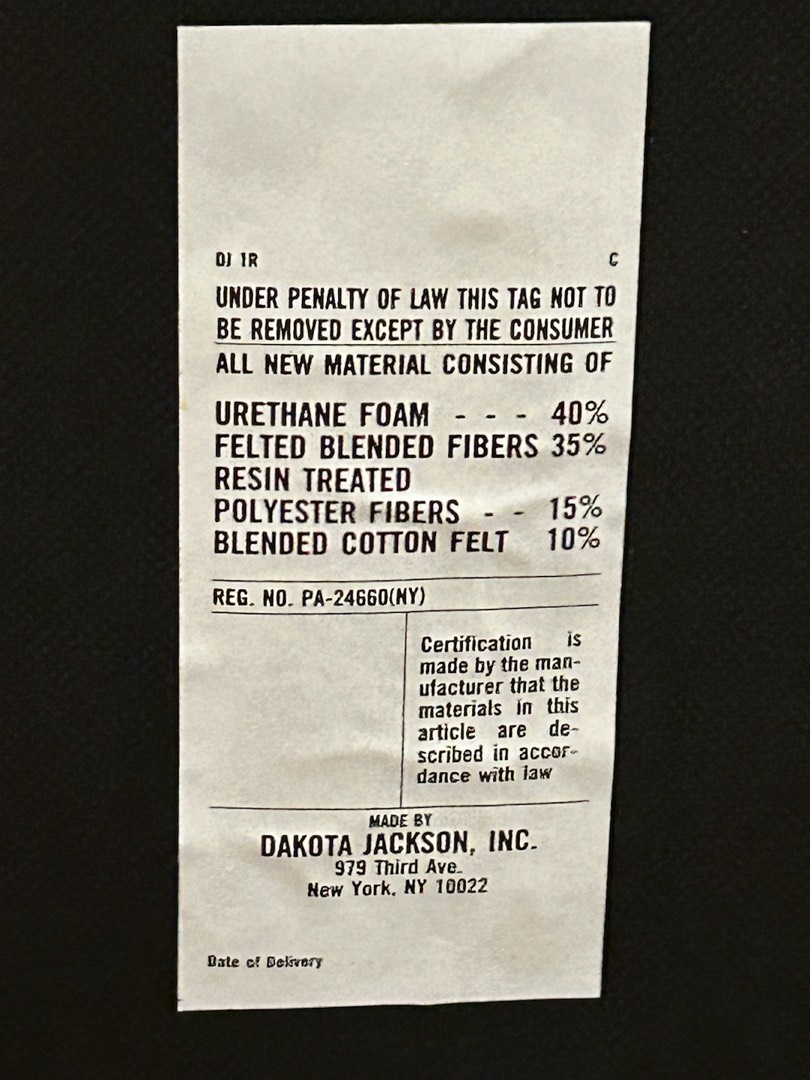 DJ 1R C
UNDER PENALTY OF LAW THIS TAG NOT TO
BE REMOVED EXCEPT BY THE CONSUMER
ALL NEW MATERIAL CONSISTING OF
URETHANE FOAM - - - 40%
FELTED BLENDED FIBERS 35%
RESIN TREATED
POLYESTER FIBERS - - 15%
BLENDED COTTON FELT 10%
REG. NO. PA-24660(NY)
Certification is
made by the man-
ufacturer that the
materials in this
article are de-
scribed in accor-
dance with law
MADE BY
DAKOTA JACKSON, INC.
979 Third Ave.
New York, NY 10022
Date of Delivery